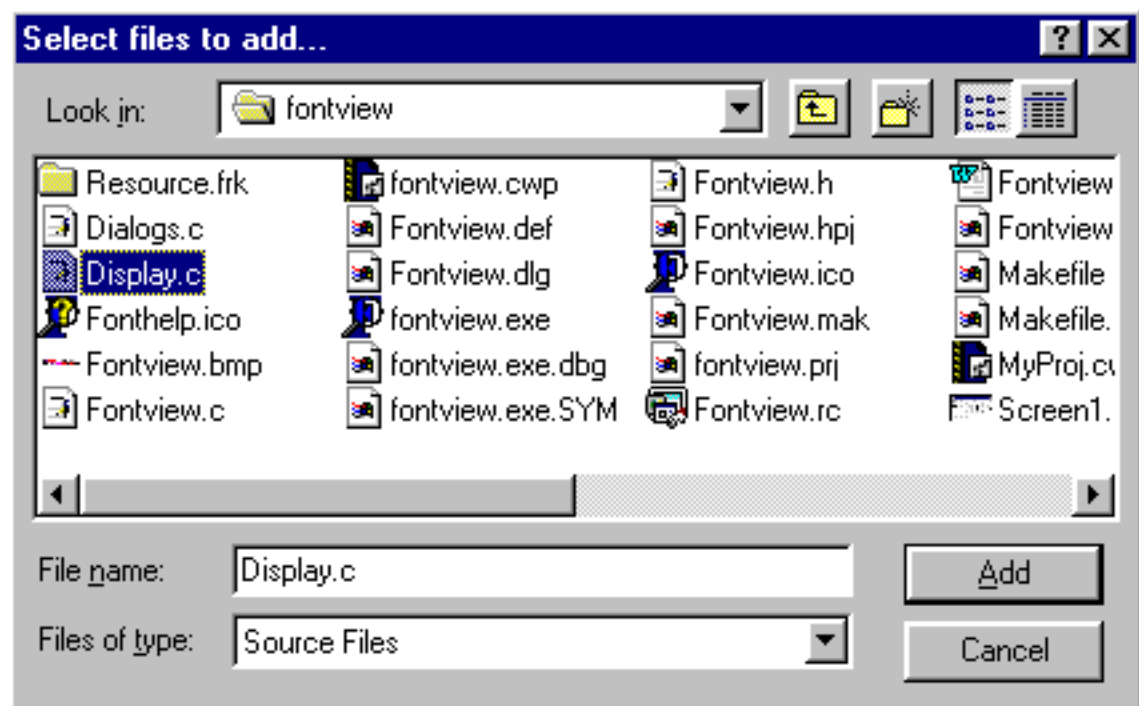 Select files to add...
Look in: fontview
Resource.frk fontview.cwp Fontview.h Fontview
Dialogs.c Fontview.def Fontview.hpj Fontview
Display.c Fontview.dlg Fontview.ico Makefile
Fonthelp.ico fontview.exe Fontview.mak Makefile.
Fontview.bmp fontview.exe.dbg fontview.prj MyProj.cw
Fontview.c fontview.exe.SYM Fontview.rc Screen1.
File name: Display.c Add
Files of type: Source Files Cancel